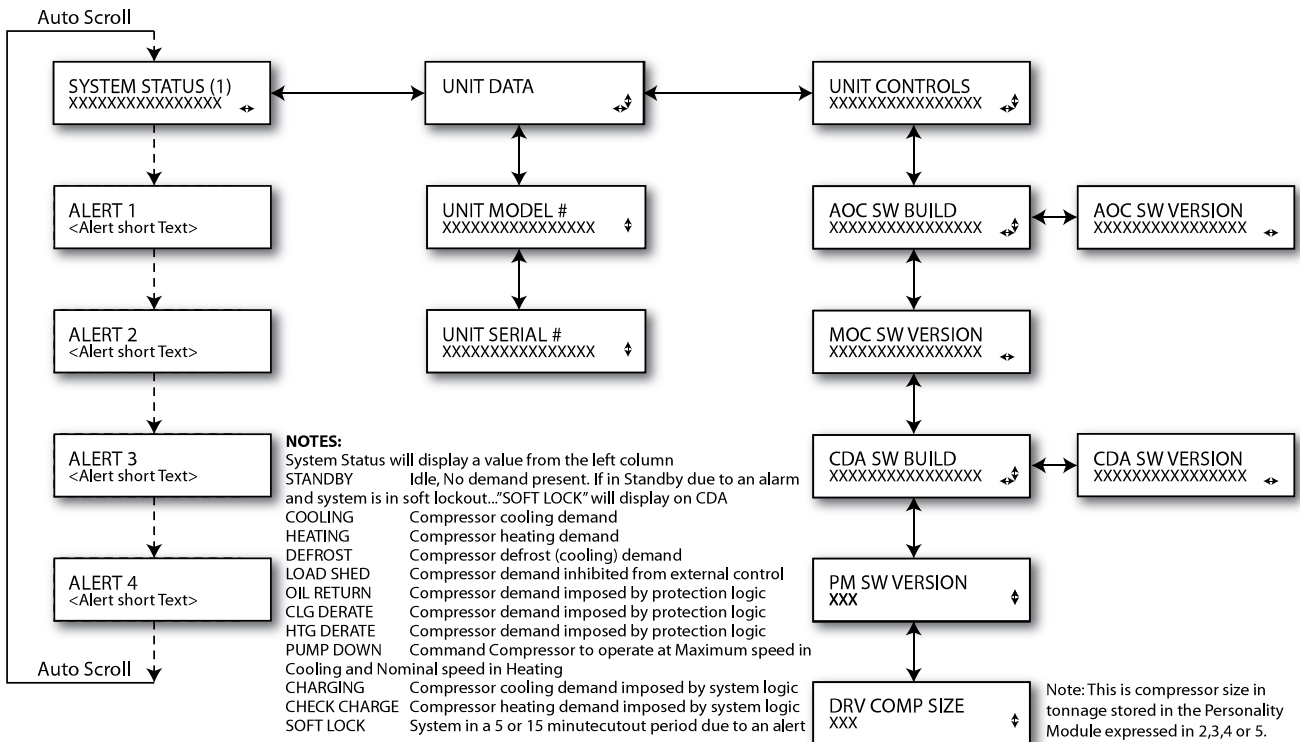 Auto Scroll
SYSTEM STATUS (1)
XXXXXXXXXXXXXXXX
UNIT DATA
UNIT CONTROLS
XXXXXXXXXXXXXXXX
ALERT 1
<Alert short Text>
UNIT MODEL #
XXXXXXXXXXXXXXXX
AOC SW BUILD
XXXXXXXXXXXXXXXX
AOC SW VERSION
XXXXXXXXXXXXXXXX
ALERT 2
<Alert short Text>
UNIT SERIAL #
XXXXXXXXXXXXXXXX
MOC SW VERSION
XXXXXXXXXXXXXXXX
ALERT 3
<Alert short Text>
CDA SW BUILD
XXXXXXXXXXXXXXXX
CDA SW VERSION
XXXXXXXXXXXXXXXX
ALERT 4
<Alert short Text>
PM SW VERSION
XXX
Auto Scroll
DRV COMP SIZE
XXX
Note: This is compressor size in
tonnage stored in the Personality
Module expressed in 2,3,4 or 5.
NOTES:
System Status will display a value from the left column
STANDBY Idle, No demand present. If in Standby due to an alarm
and system is in soft lockout..."SOFT LOCK" will display on CDA
COOLING Compressor cooling demand
HEATING Compressor heating demand
DEFROST Compressor defrost (cooling) demand
LOAD SHED Compressor demand inhibited from external control
OIL RETURN Compressor demand imposed by protection logic
CLG DERATE Compressor demand imposed by protection logic
HTG DERATE Compressor demand imposed by protection logic
PUMP DOWN Command Compressor to operate at Maximum speed in
Cooling and Nominal speed in Heating
CHARGING Compressor cooling demand imposed by system logic
CHECK CHARGE Compressor heating demand imposed by system logic
SOFT LOCK System in a 5 or 15 minutecutout period due to an alert